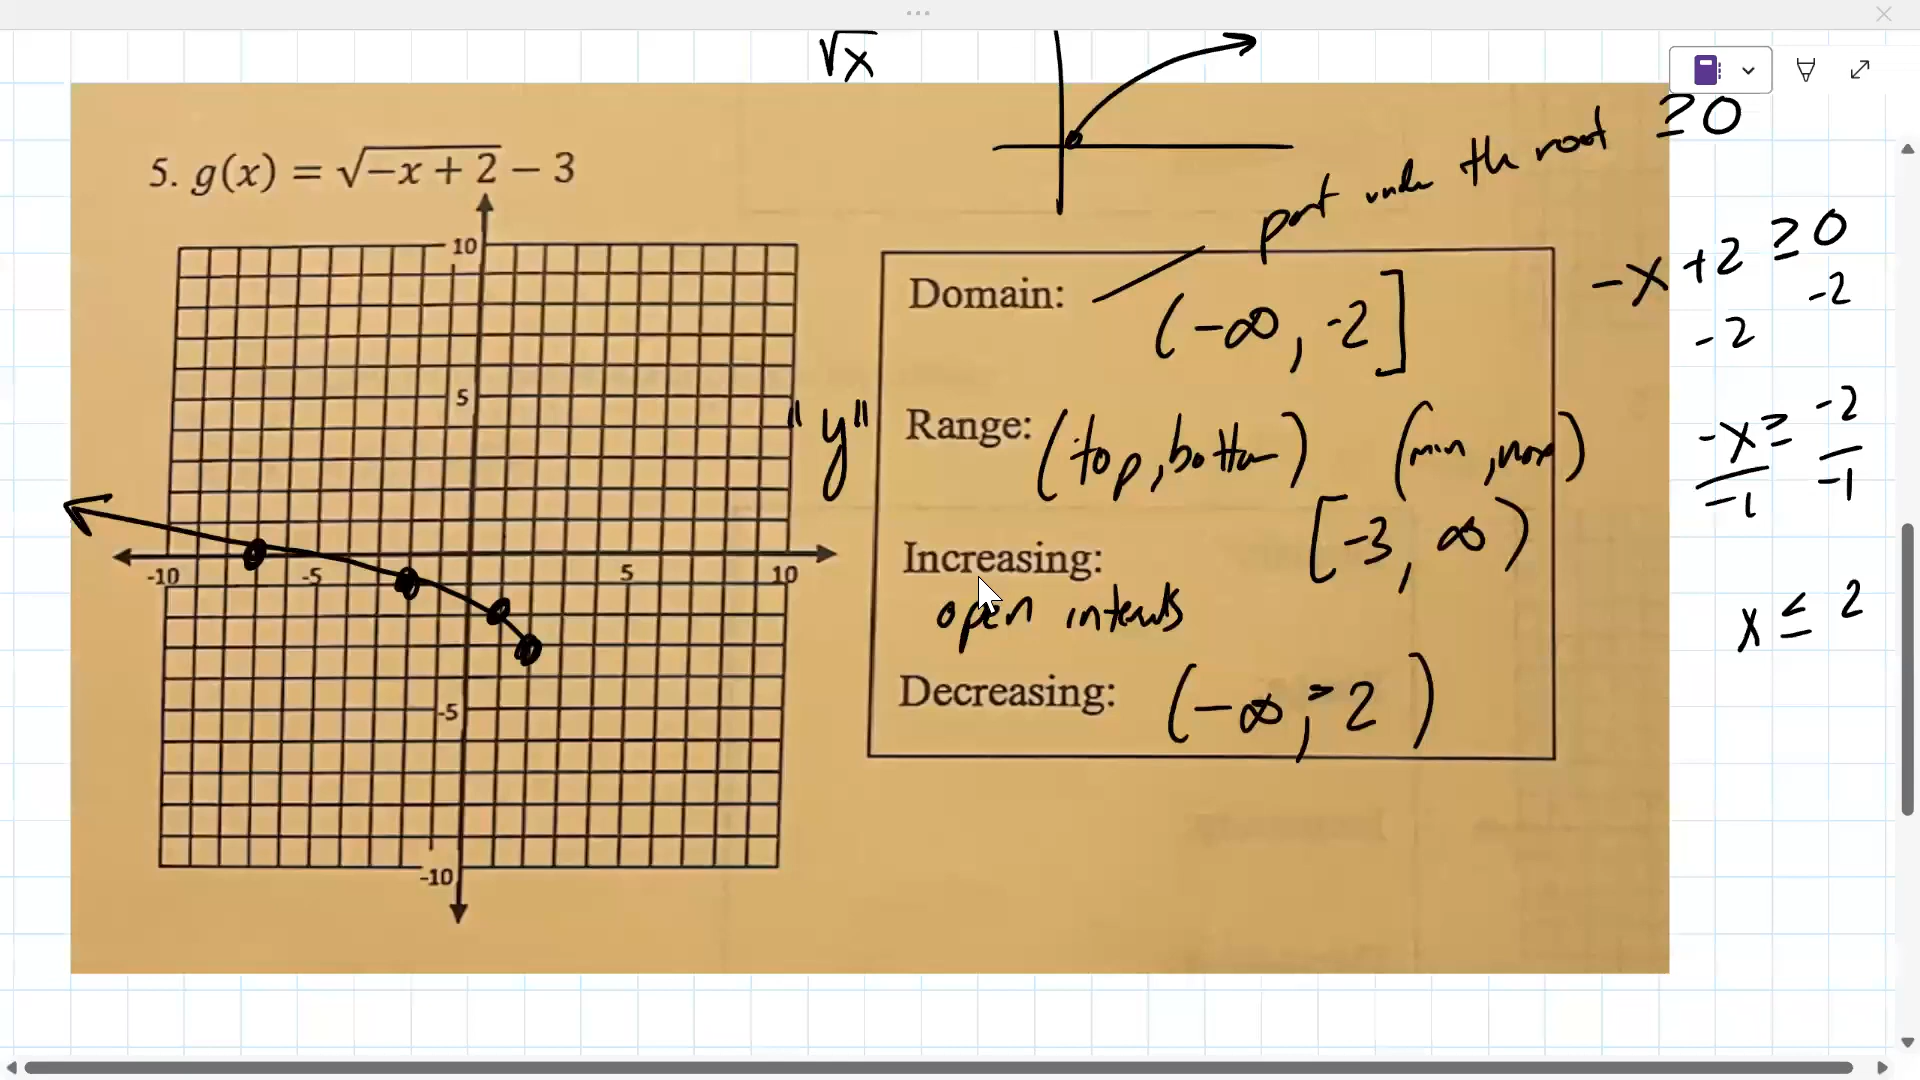 √x
5. g(x) = √(-x + 2) - 3
part under the root ≥ 0
-x + 2 ≥ 0
-2 -2
-x ≥ -2
-1 -1
x ≤ 2
10
5
-10 -5 5 10
-5
-10
Domain: (-∞, -2]
"y" Range: (top, bottom) (min, max)
[-3, ∞)
Increasing:
open intervals
Decreasing: (-∞, -2)